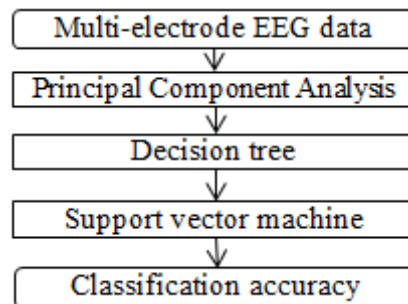 Multi-electrode EEG data
Principal Component Analysis
Decision tree
Support vector machine
Classification accuracy